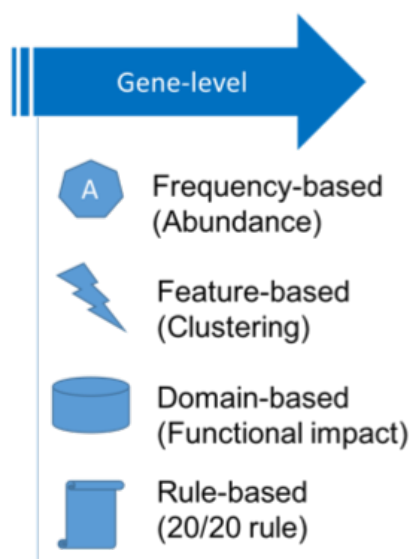 Gene-level
A
Frequency-based
(Abundance)
Feature-based
(Clustering)
Domain-based
(Functional impact)
Rule-based
(20/20 rule)